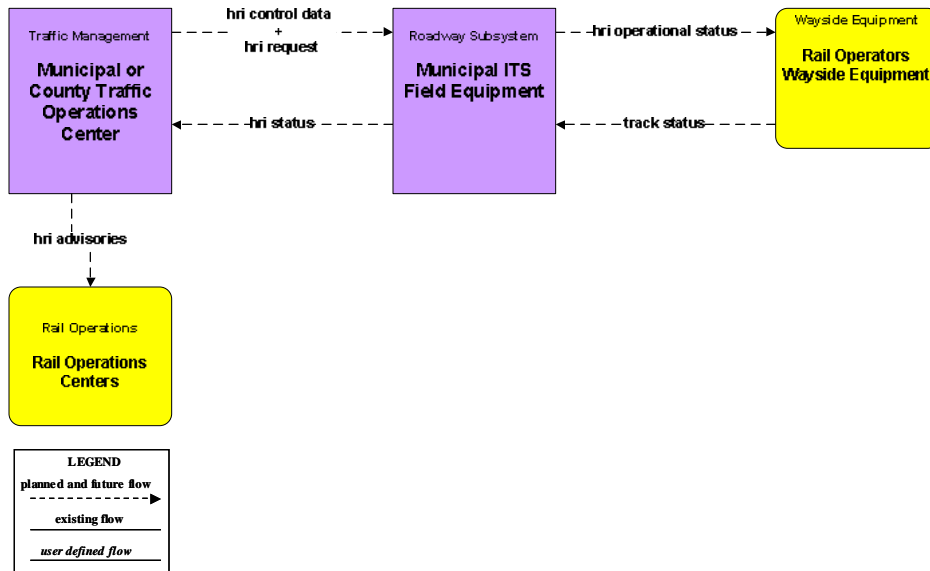 Traffic Management
Municipal or
County Traffic
Operations
Center
hri control data
+
hri request
Roadway Subsystem
Municipal ITS
Field Equipment
hri operational status
Wayside Equipment
Rail Operators
Wayside Equipment
hri status
track status
hri advisories
Rail Operations
Rail Operations
Centers
LEGEND
planned and future flow
existing flow
user defined flow